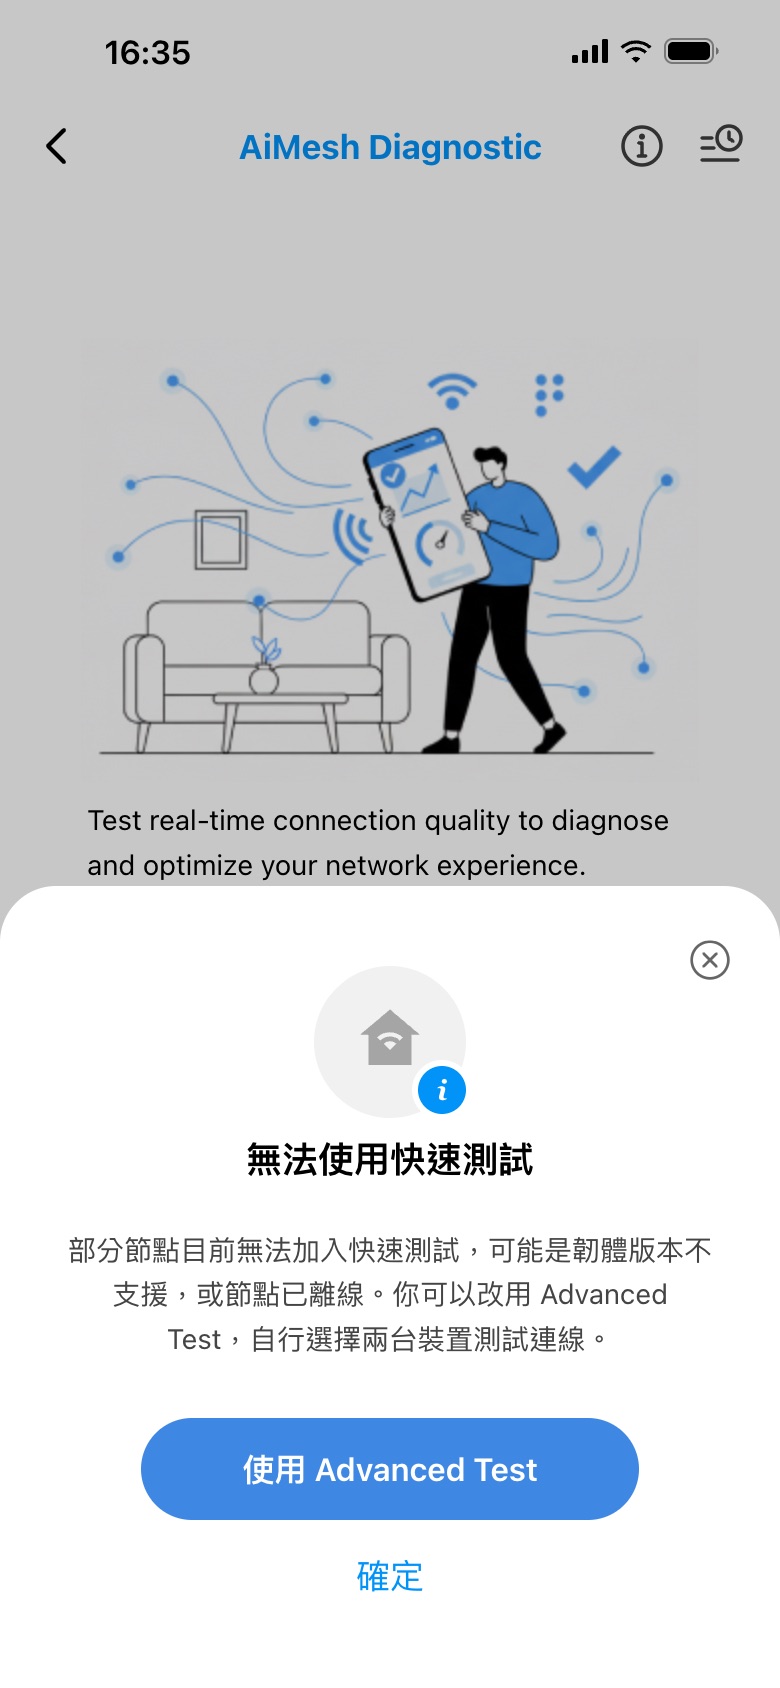 16:35
AiMesh Diagnostic
Test real-time connection quality to diagnose
and optimize your network experience.
無法使用快速測試
部分節點目前無法加入快速測試，可能是韌體版本不
支援，或節點已離線。你可以改用 Advanced
Test，自行選擇兩台裝置測試連線。
使用 Advanced Test
確定